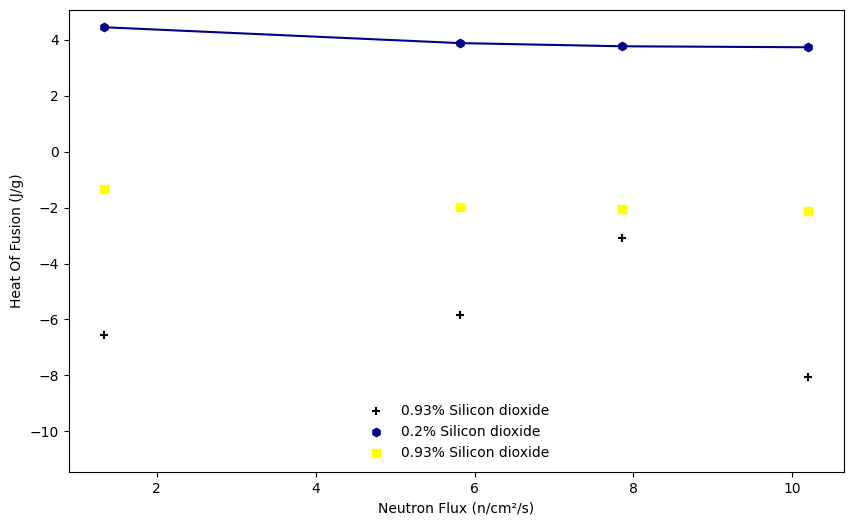 4
2
0
−2
−4
−6
−8
−10
Heat Of Fusion (J/g)
0.93% Silicon dioxide
0.2% Silicon dioxide
0.93% Silicon dioxide
2
4
6
8
10
Neutron Flux (n/cm²/s)